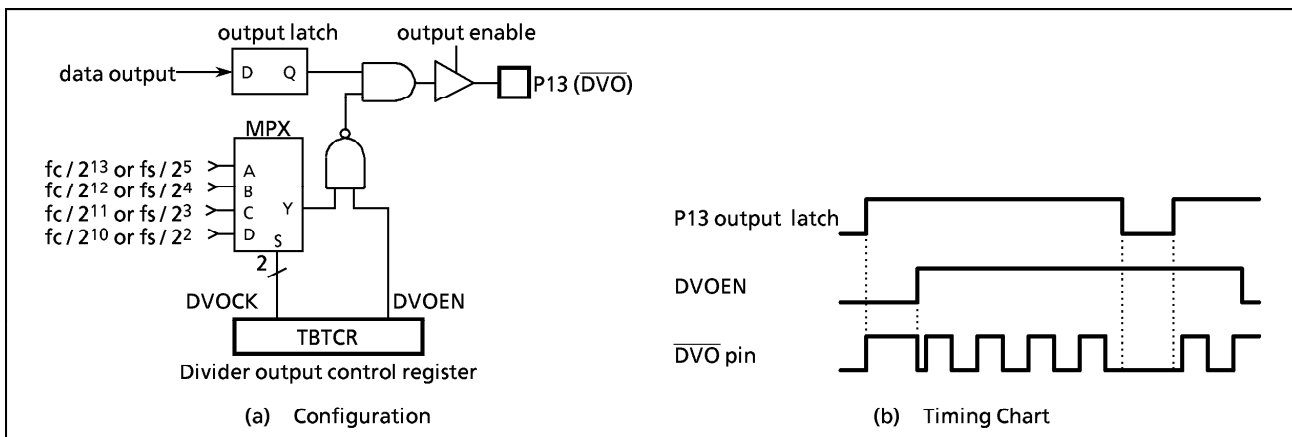 output latch
output enable
data output
D Q
P13 (DVO)
MPX
fc / 2¹³ or fs / 2⁵
A
fc / 2¹² or fs / 2⁴
B
fc / 2¹¹ or fs / 2³
C
Y
fc / 2¹⁰ or fs / 2²
D
S
2
DVOCK
DVOEN
TBTCR
Divider output control register
(a) Configuration
P13 output latch
DVOEN
DVO pin
(b) Timing Chart